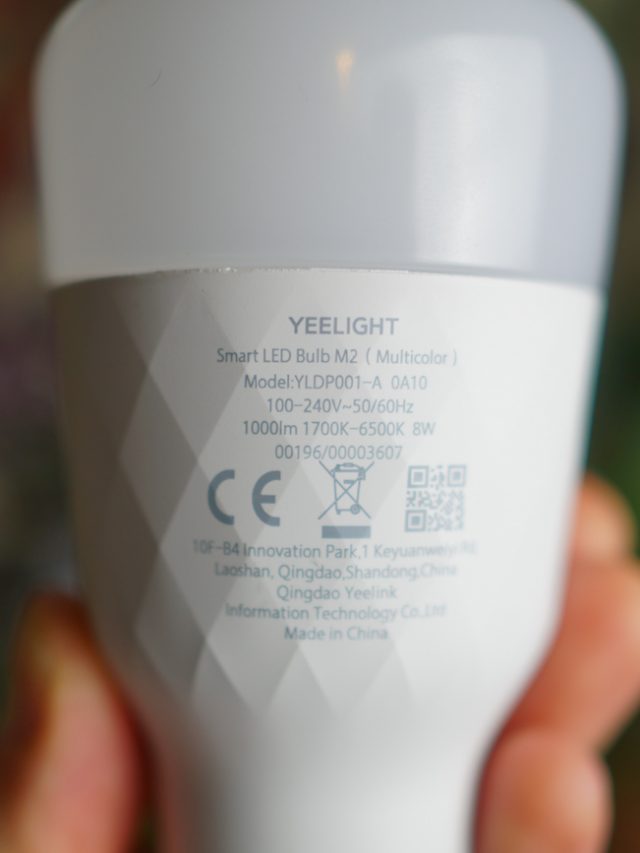 YEELIGHT
Smart LED Bulb M2 ( Multicolor )
Model:YLDP001-A 0A10
100-240V~50/60Hz
1000lm 1700K-6500K 8W
00196/00003607
CE
10F-B4 Innovation Park,1 Keyuanweiyi Rd,
Laoshan, Qingdao,Shandong,China
Qingdao Yeelink
Information Technology Co.,Ltd
Made in China